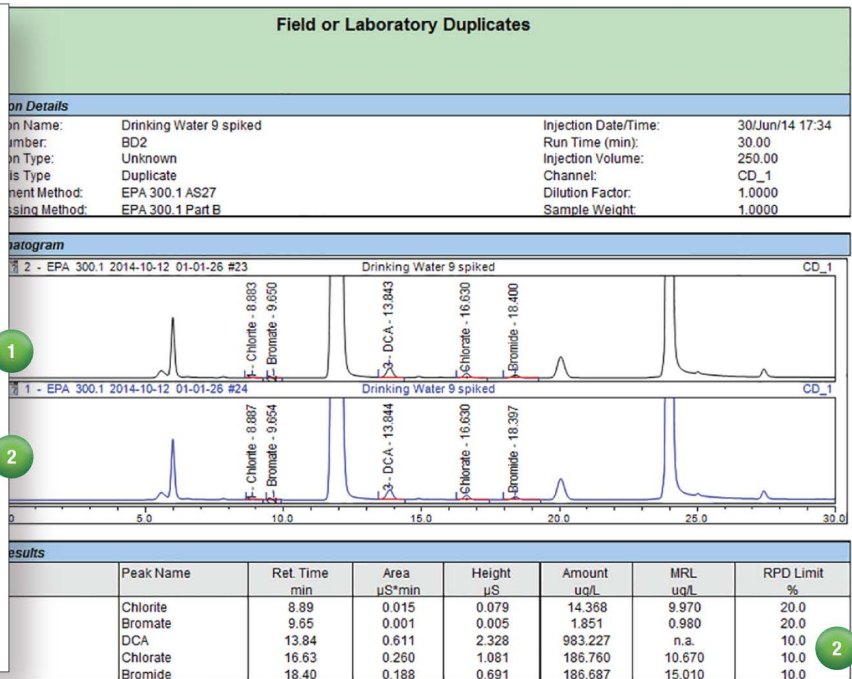 Field or Laboratory Duplicates
on Details
on Name: Drinking Water 9 spiked Injection Date/Time: 30/Jun/14 17:34
umber: BD2 Run Time (min): 30.00
on Type: Unknown Injection Volume: 250.00
is Type Duplicate Channel: CD_1
ment Method: EPA 300.1 AS27 Dilution Factor: 1.0000
ssing Method: EPA 300.1 Part B Sample Weight: 1.0000
natogram
2 - EPA 300.1 2014-10-12 01-01-26 #23 Drinking Water 9 spiked CD_1
- Chlorite - 8.883
- Bromate - 9.650
3 - DCA - 13.843
Chlorate - 16.630
Bromide - 18.400
1
1 - EPA 300.1 2014-10-12 01-01-26 #24 Drinking Water 9 spiked CD_1
- Chlorite - 8.887
- Bromate - 9.654
3 - DCA - 13.844
Chlorate - 16.630
Bromide - 18.397
2
0 5.0 10.0 15.0 20.0 25.0 30.0
esults
Peak Name Ret. Time Area Height Amount MRL RPD Limit
min µS*min µS ug/L ug/L %
Chlorite 8.89 0.015 0.079 14.368 9.970 20.0
Bromate 9.65 0.001 0.005 1.851 0.980 20.0
DCA 13.84 0.611 2.328 983.227 n.a. 10.0
Chlorate 16.63 0.260 1.081 186.760 10.670 10.0
Bromide 18.40 0.188 0.691 186.687 15.010 10.0
2